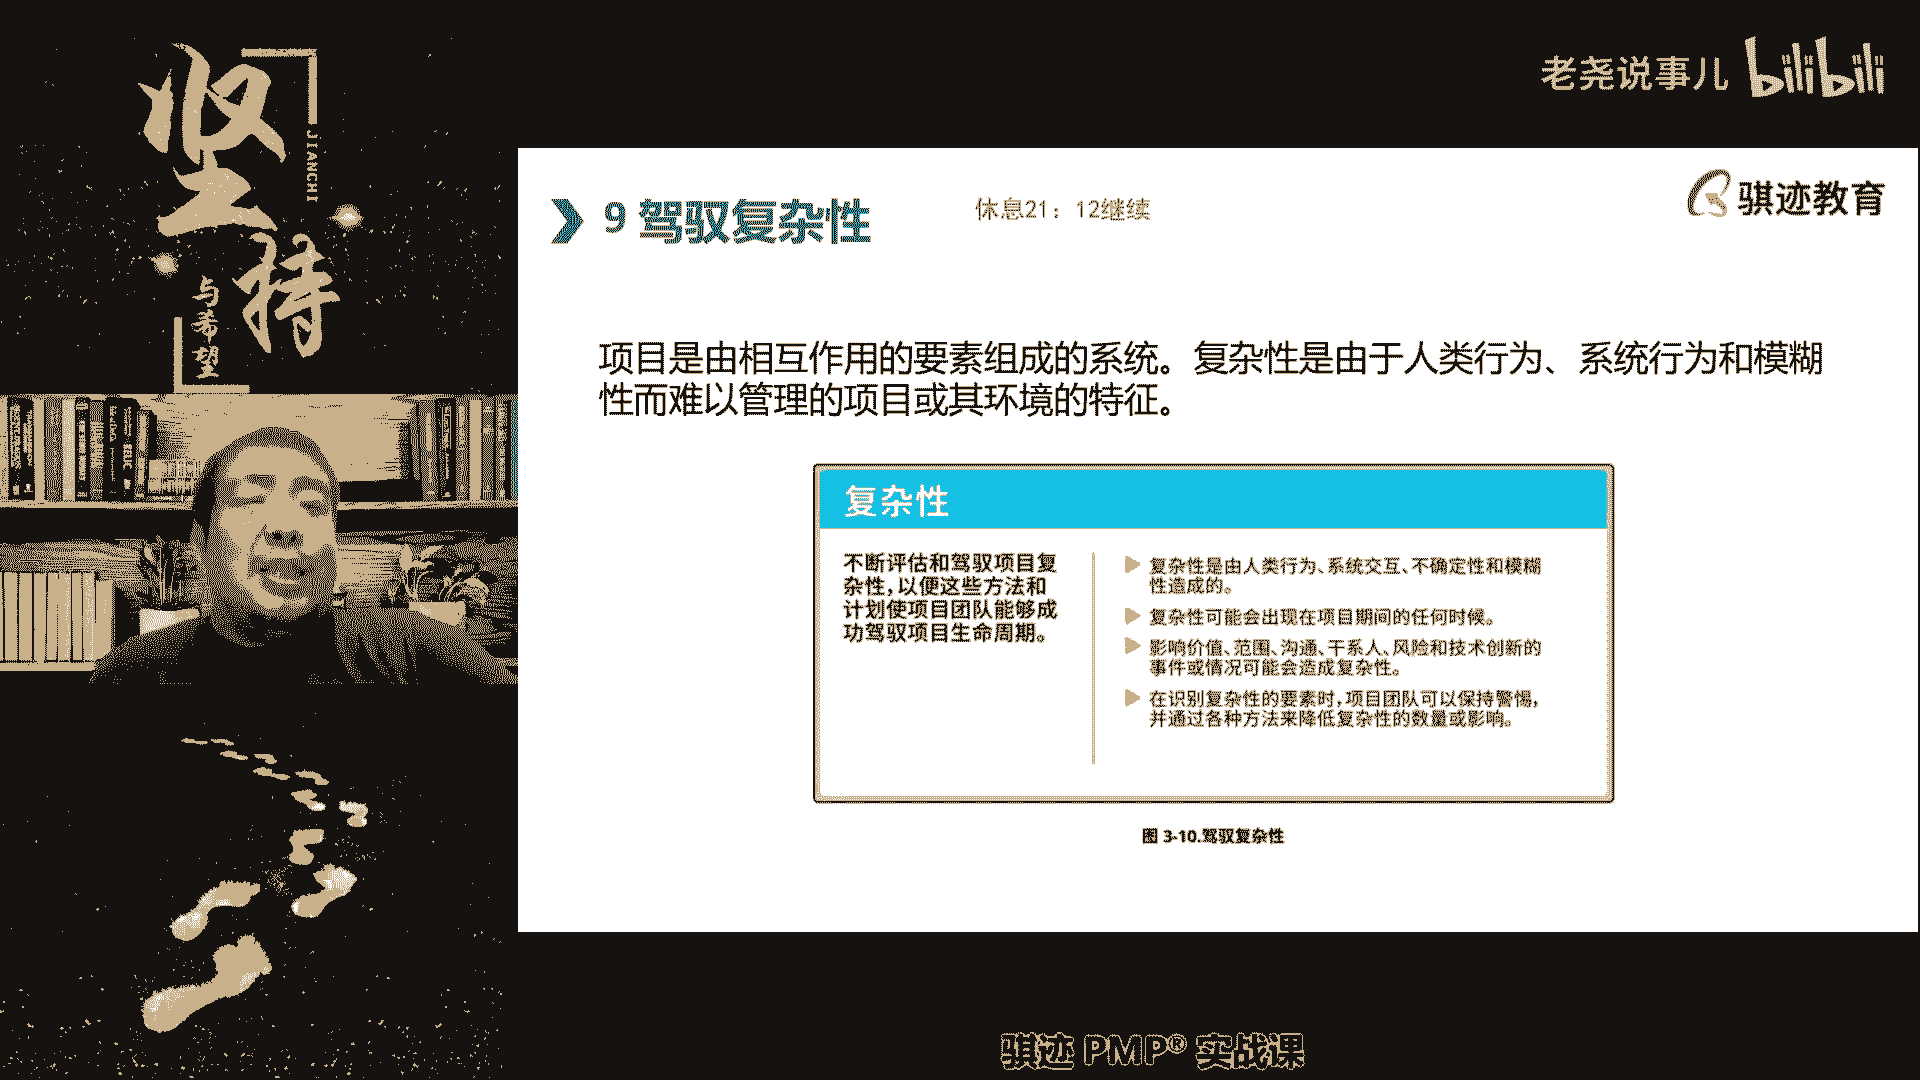 坚持
JIANCHI
与希望
老尧说事儿 bilibili
骐迹教育
9 驾驭复杂性
休息21：12继续
项目是由相互作用的要素组成的系统。复杂性是由于人类行为、系统行为和模糊
性而难以管理的项目或其环境的特征。
复杂性
不断评估和驾驭项目复
杂性，以便这些方法和
计划使项目团队能够成
功驾驭项目生命周期。
复杂性是由人类行为、系统交互、不确定性和模糊
性造成的。
复杂性可能会出现在项目期间的任何时候。
影响价值、范围、沟通、干系人、风险和技术创新的
事件或情况可能会造成复杂性。
在识别复杂性的要素时，项目团队可以保持警惕，
并通过各种方法来降低复杂性的数量或影响。
图 3-10.驾驭复杂性
骐迹 PMP® 实战课